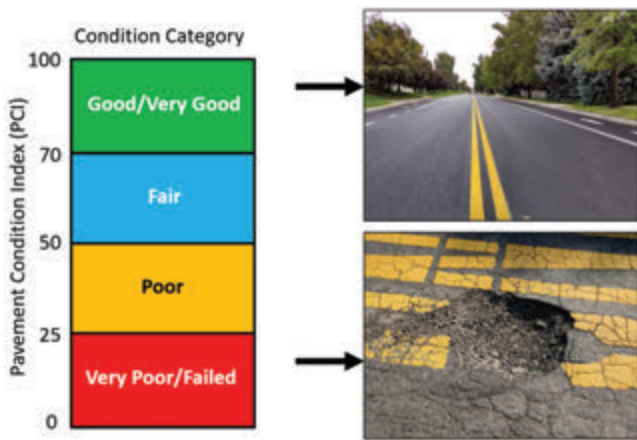 Condition Category
Pavement Condition Index (PCI)
100
Good/Very Good
70
Fair
50
Poor
25
Very Poor/Failed
0